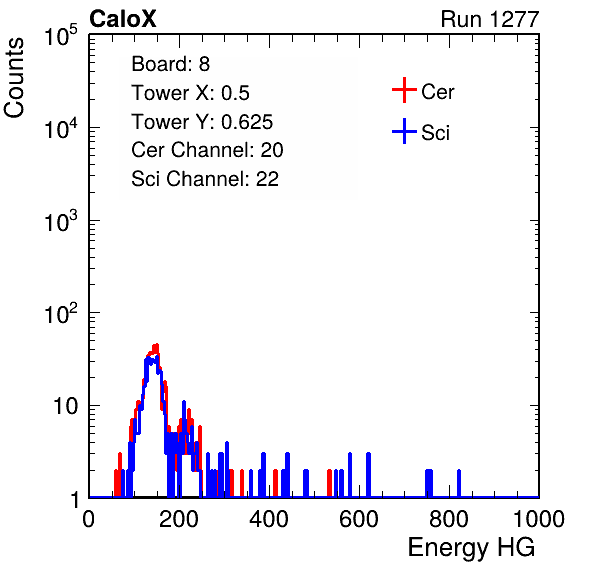 CaloX Run 1277
Counts
10^5
10^4
10^3
10^2
10
1
Board: 8
Tower X: 0.5
Tower Y: 0.625
Cer Channel: 20
Sci Channel: 22
Cer
Sci
0 200 400 600 800 1000
Energy HG